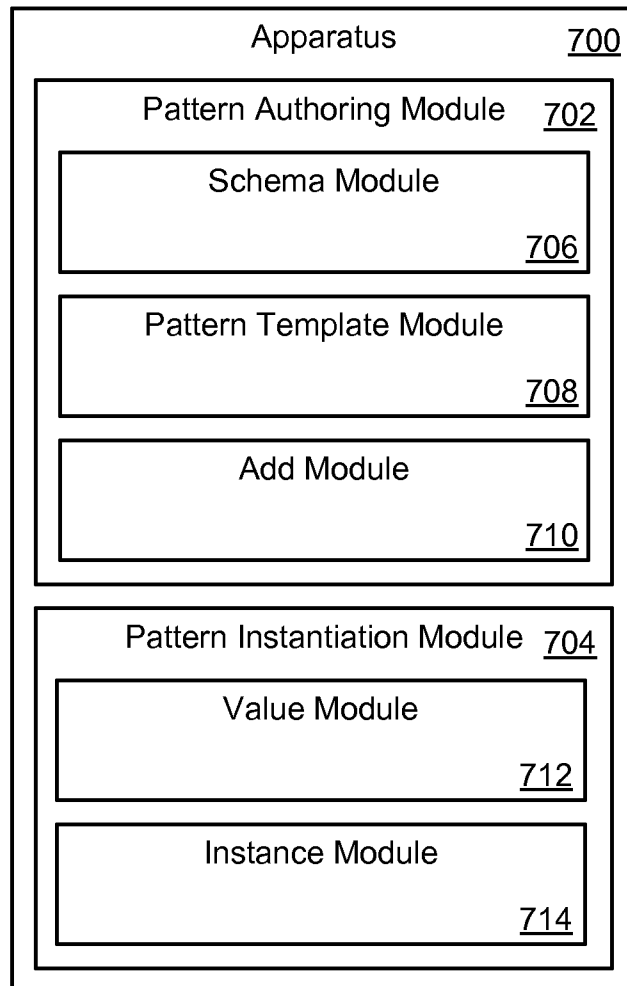 Apparatus 700
Pattern Authoring Module 702
Schema Module
706
Pattern Template Module
708
Add Module
710
Pattern Instantiation Module 704
Value Module
712
Instance Module
714